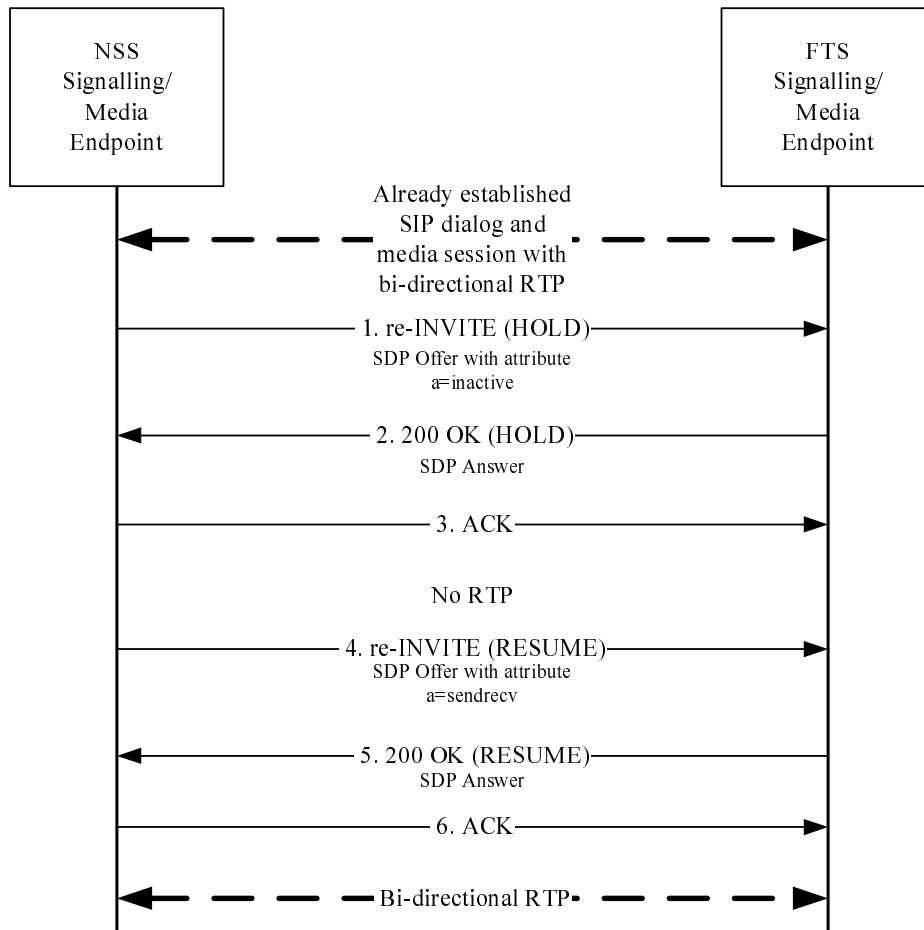 NSS
Signalling/
Media
Endpoint
FTS
Signalling/
Media
Endpoint
Already established
SIP dialog and
media session with
bi-directional RTP
1. re-INVITE (HOLD)
SDP Offer with attribute
a=inactive
2. 200 OK (HOLD)
SDP Answer
3. ACK
No RTP
4. re-INVITE (RESUME)
SDP Offer with attribute
a=sendrecv
5. 200 OK (RESUME)
SDP Answer
6. ACK
Bi-directional RTP